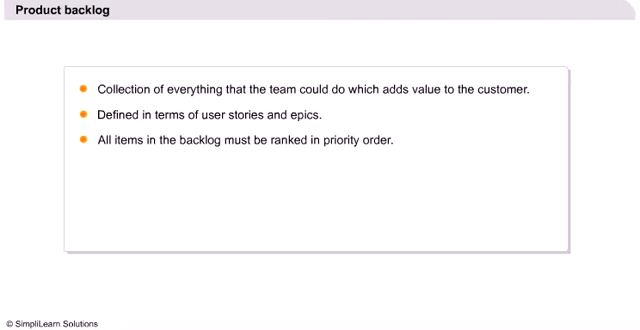 Product backlog
Collection of everything that the team could do which adds value to the customer.
Defined in terms of user stories and epics.
All items in the backlog must be ranked in priority order.
© SimpliLearn Solutions